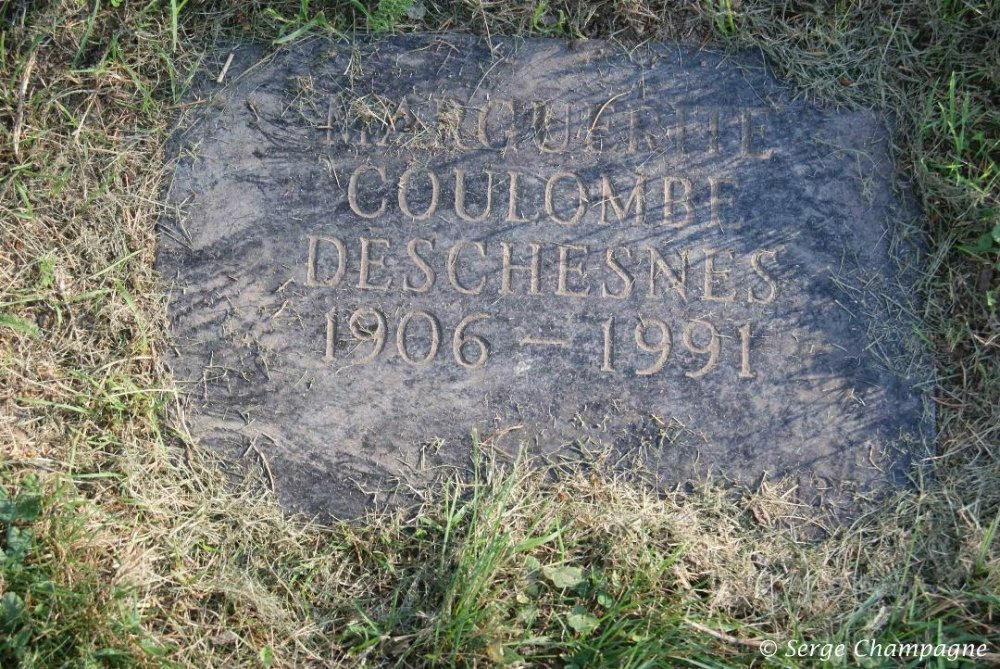 MARGUERITE
COULOMBE
DESCHESNES
1906 - 1991
© Serge Champagne